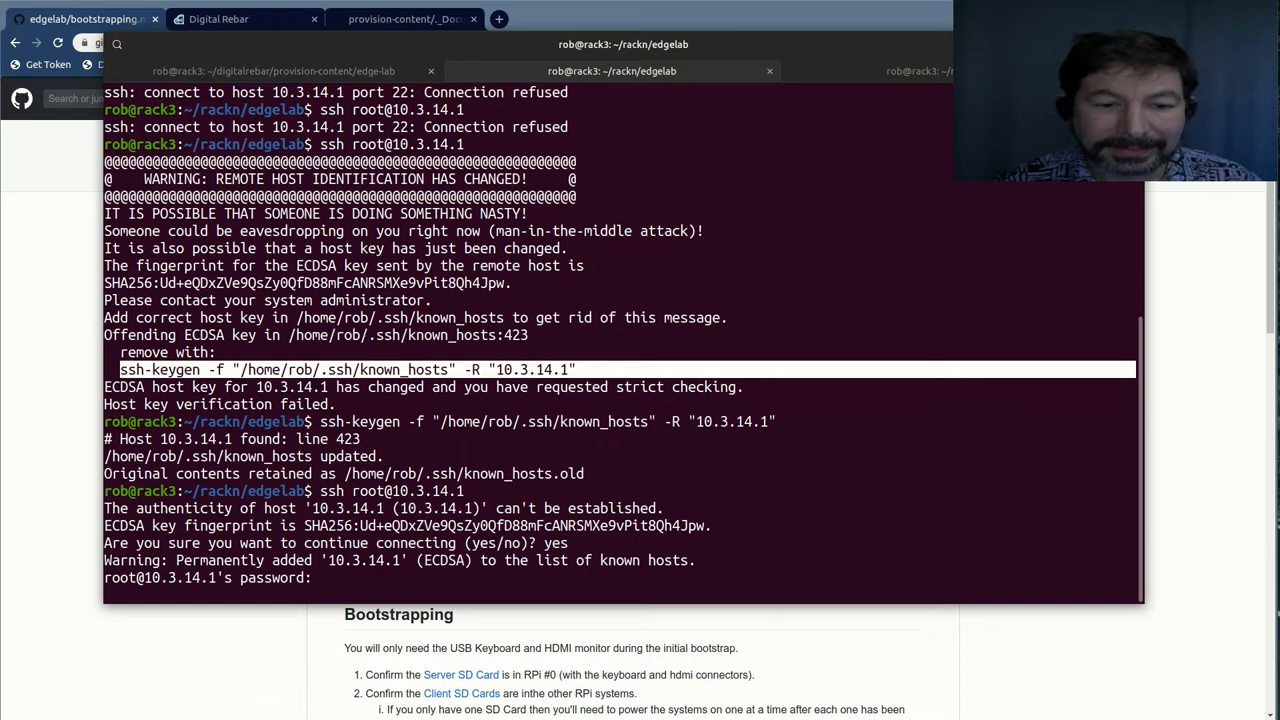 edgelab/bootstrapping.m
Digital Rebar
provision-content/._Docu
gi
Get Token
D
Search or jum
rob@rack3: ~/rackn/edgelab
rob@rack3: ~/digitalrebar/provision-content/edge-lab
rob@rack3: ~/rackn/edgelab
rob@rack3: ~/r
ssh: connect to host 10.3.14.1 port 22: Connection refused
rob@rack3:~/rackn/edgelab$ ssh root@10.3.14.1
ssh: connect to host 10.3.14.1 port 22: Connection refused
rob@rack3:~/rackn/edgelab$ ssh root@10.3.14.1
@@@@@@@@@@@@@@@@@@@@@@@@@@@@@@@@@@@@@@@@@@@@@@@@@@@@@@@@@@@
@    WARNING: REMOTE HOST IDENTIFICATION HAS CHANGED!     @
@@@@@@@@@@@@@@@@@@@@@@@@@@@@@@@@@@@@@@@@@@@@@@@@@@@@@@@@@@@
IT IS POSSIBLE THAT SOMEONE IS DOING SOMETHING NASTY!
Someone could be eavesdropping on you right now (man-in-the-middle attack)!
It is also possible that a host key has just been changed.
The fingerprint for the ECDSA key sent by the remote host is
SHA256:Ud+eQDxZVe9QsZy0QfD88mFcANRSMXe9vPit8Qh4Jpw.
Please contact your system administrator.
Add correct host key in /home/rob/.ssh/known_hosts to get rid of this message.
Offending ECDSA key in /home/rob/.ssh/known_hosts:423
remove with:
ssh-keygen -f "/home/rob/.ssh/known_hosts" -R "10.3.14.1"
ECDSA host key for 10.3.14.1 has changed and you have requested strict checking.
Host key verification failed.
rob@rack3:~/rackn/edgelab$ ssh-keygen -f "/home/rob/.ssh/known_hosts" -R "10.3.14.1"
# Host 10.3.14.1 found: line 423
/home/rob/.ssh/known_hosts updated.
Original contents retained as /home/rob/.ssh/known_hosts.old
rob@rack3:~/rackn/edgelab$ ssh root@10.3.14.1
The authenticity of host '10.3.14.1 (10.3.14.1)' can't be established.
ECDSA key fingerprint is SHA256:Ud+eQDxZVe9QsZy0QfD88mFcANRSMXe9vPit8Qh4Jpw.
Are you sure you want to continue connecting (yes/no)? yes
Warning: Permanently added '10.3.14.1' (ECDSA) to the list of known hosts.
root@10.3.14.1's password:
Bootstrapping
You will only need the USB Keyboard and HDMI monitor during the initial bootstrap.
1. Confirm the Server SD Card is in RPi #0 (with the keyboard and hdmi connectors).
2. Confirm the Client SD Cards are inthe other RPi systems.
i. If you only have one SD Card then you'll need to power the systems on one at a time after each one has been